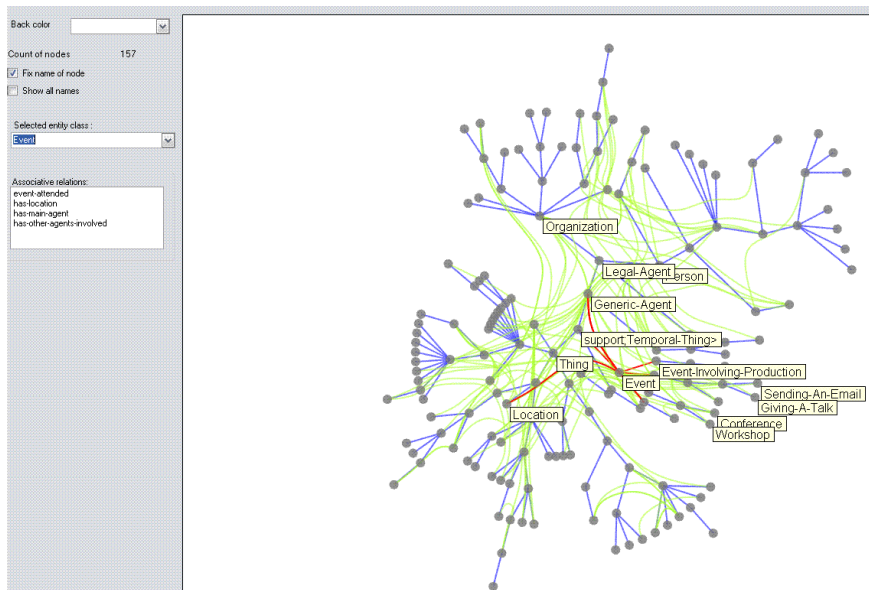 Back color
Count of nodes 157
Fix name of node
Show all names
Selected entity class :
Event
Associative relations:
event-attended
has-location
has-main-agent
has-other-agents-involved
Organization
Legal-Agent
Person
Generic-Agent
support;Temporal-Thing>
Thing
Event-Involving-Production
Event
Sending-An-Email
Giving-A-Talk
Location
Conference
Workshop